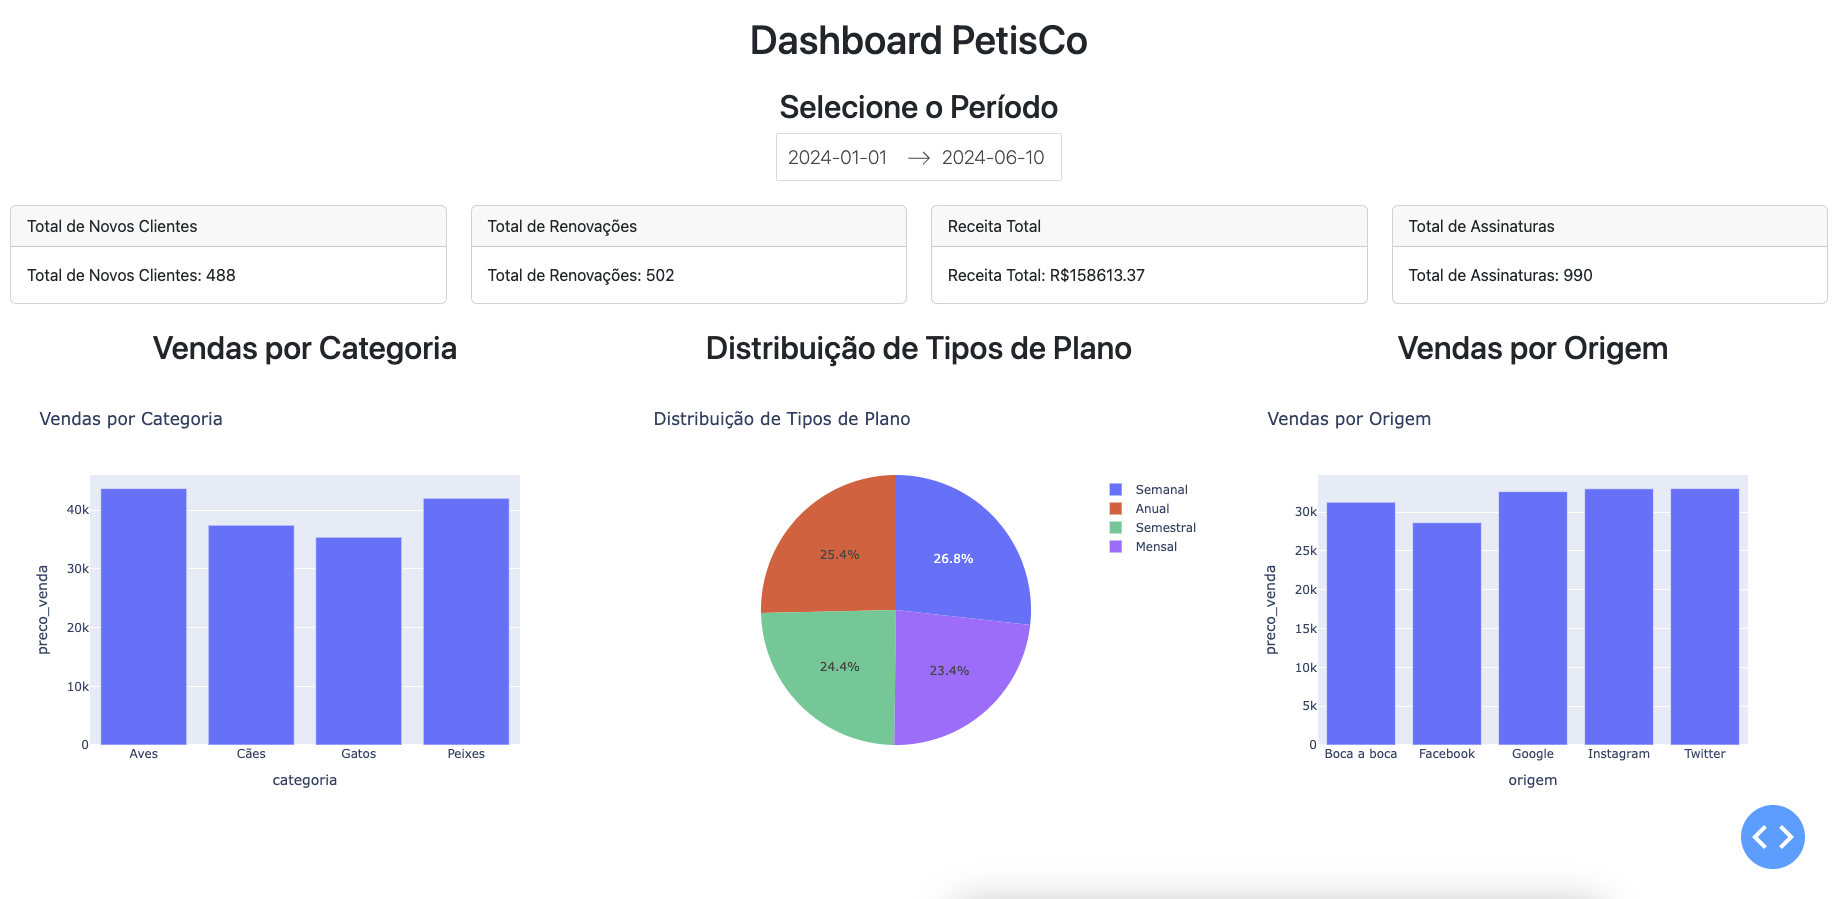 Dashboard PetisCo
Selecione o Período
2024-01-01 → 2024-06-10
Total de Novos Clientes
Total de Novos Clientes: 488
Total de Renovações
Total de Renovações: 502
Receita Total
Receita Total: R$158613.37
Total de Assinaturas
Total de Assinaturas: 990
Vendas por Categoria
Vendas por Categoria
preco_venda
40k
30k
20k
10k
0
Aves Cães Gatos Peixes
categoria
Distribuição de Tipos de Plano
Distribuição de Tipos de Plano
25.4%
26.8%
24.4%
23.4%
Semanal
Anual
Semestral
Mensal
Vendas por Origem
Vendas por Origem
preco_venda
30k
25k
20k
15k
10k
5k
0
Boca a boca Facebook Google Instagram Twitter
origem